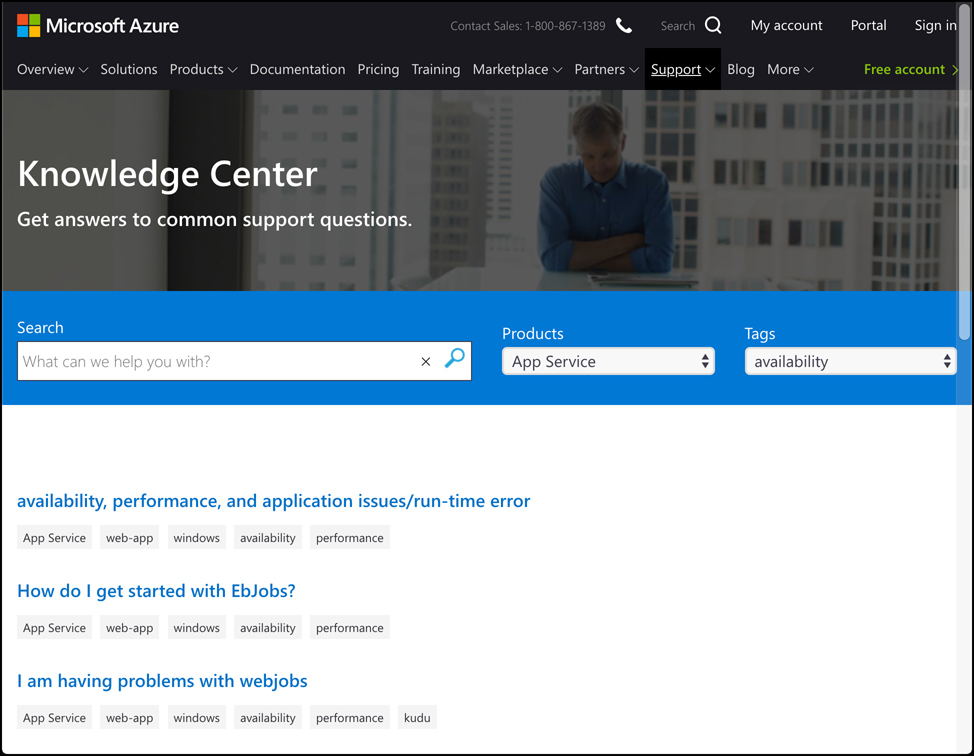 Microsoft Azure
Contact Sales: 1-800-867-1389 Search My account Portal Sign in
Overview Solutions Products Documentation Pricing Training Marketplace Partners Support Blog More Free account
Knowledge Center
Get answers to common support questions.
Search Products Tags
What can we help you with? × App Service availability
availability, performance, and application issues/run-time error
App Service web-app windows availability performance
How do I get started with EbJobs?
App Service web-app windows availability performance
I am having problems with webjobs
App Service web-app windows availability performance kudu